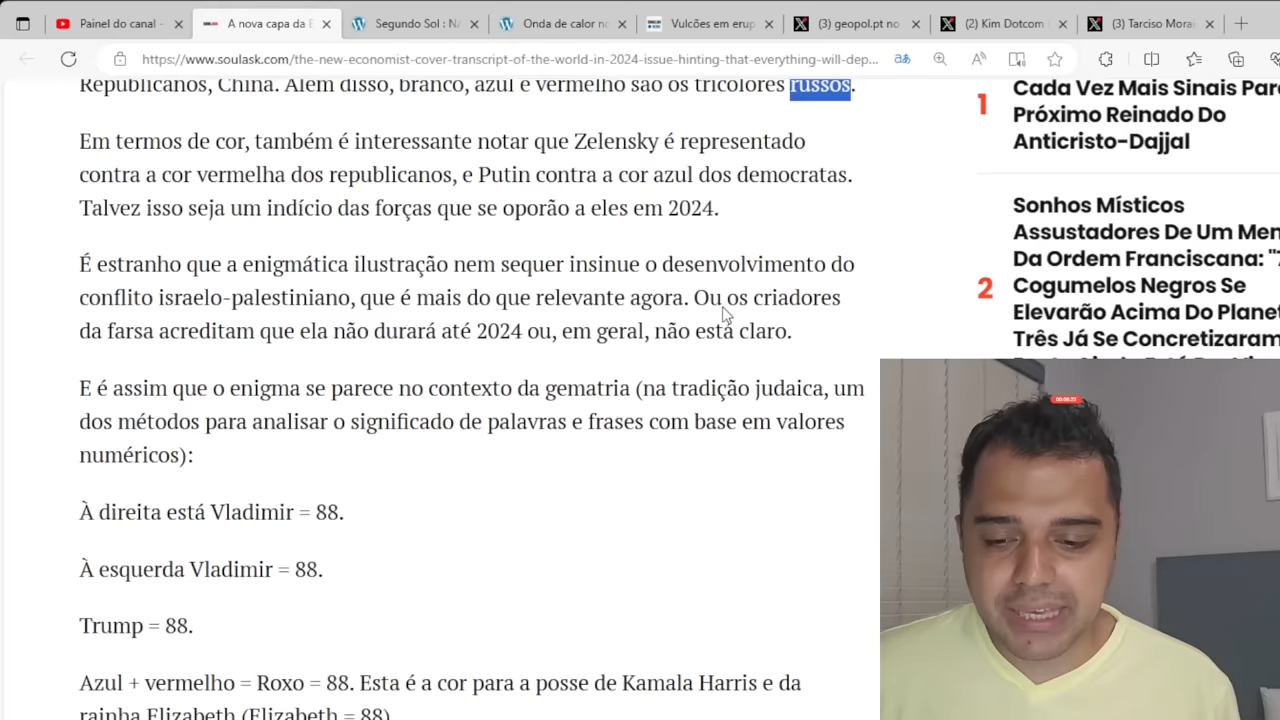 Painel do canal -
A nova capa da E
Segundo Sol : N
Onda de calor no
Vulcões em erup
(3) geopol.pt no
(2) Kim Dotcom
(3) Tarciso Morai
https://www.soulask.com/the-new-economist-cover-transcript-of-the-world-in-2024-issue-hinting-that-everything-will-dep...
Republicanos, China. Além disso, branco, azul e vermelho são os tricolores russos.
Em termos de cor, também é interessante notar que Zelensky é representado
contra a cor vermelha dos republicanos, e Putin contra a cor azul dos democratas.
Talvez isso seja um indício das forças que se oporão a eles em 2024.
É estranho que a enigmática ilustração nem sequer insinue o desenvolvimento do
conflito israelo-palestiniano, que é mais do que relevante agora. Ou os criadores
da farsa acreditam que ela não durará até 2024 ou, em geral, não está claro.
E é assim que o enigma se parece no contexto da gematria (na tradição judaica, um
dos métodos para analisar o significado de palavras e frases com base em valores
numéricos):
À direita está Vladimir = 88.
À esquerda Vladimir = 88.
Trump = 88.
Azul + vermelho = Roxo = 88. Esta é a cor para a posse de Kamala Harris e da
rainha Elizabeth (Elizabeth = 88)
1
Cada Vez Mais Sinais Para
Próximo Reinado Do
Anticristo-Dajjal
2
Sonhos Místicos
Assustadores De Um Mem
Da Ordem Franciscana: "7
Cogumelos Negros Se
Elevarão Acima Do Planet
Três Já Se Concretizaram